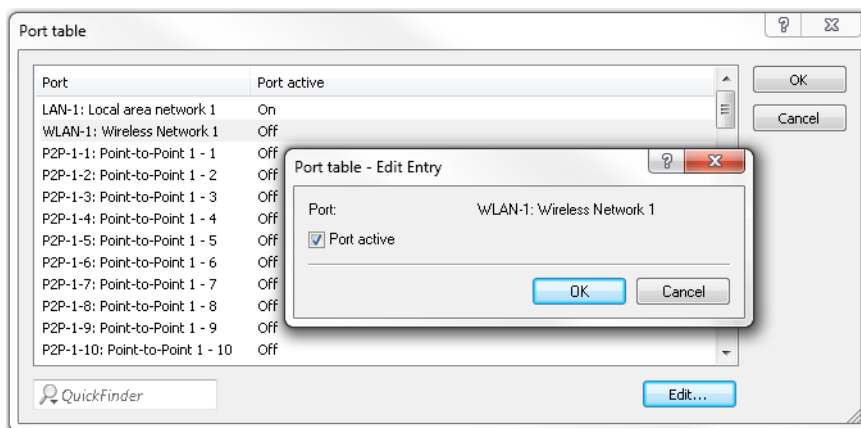 Port table
Port Port active
OK
LAN-1: Local area network 1 On
Cancel
WLAN-1: Wireless Network 1 Off
P2P-1-1: Point-to-Point 1 - 1 Off
P2P-1-2: Point-to-Point 1 - 2 Off
P2P-1-3: Point-to-Point 1 - 3 Off
P2P-1-4: Point-to-Point 1 - 4 Off
P2P-1-5: Point-to-Point 1 - 5 Off
P2P-1-6: Point-to-Point 1 - 6 Off
P2P-1-7: Point-to-Point 1 - 7 Off
P2P-1-8: Point-to-Point 1 - 8 Off
P2P-1-9: Point-to-Point 1 - 9 Off
P2P-1-10: Point-to-Point 1 - 10 Off
Port table - Edit Entry
Port: WLAN-1: Wireless Network 1
Port active
OK Cancel
QuickFinder
Edit...